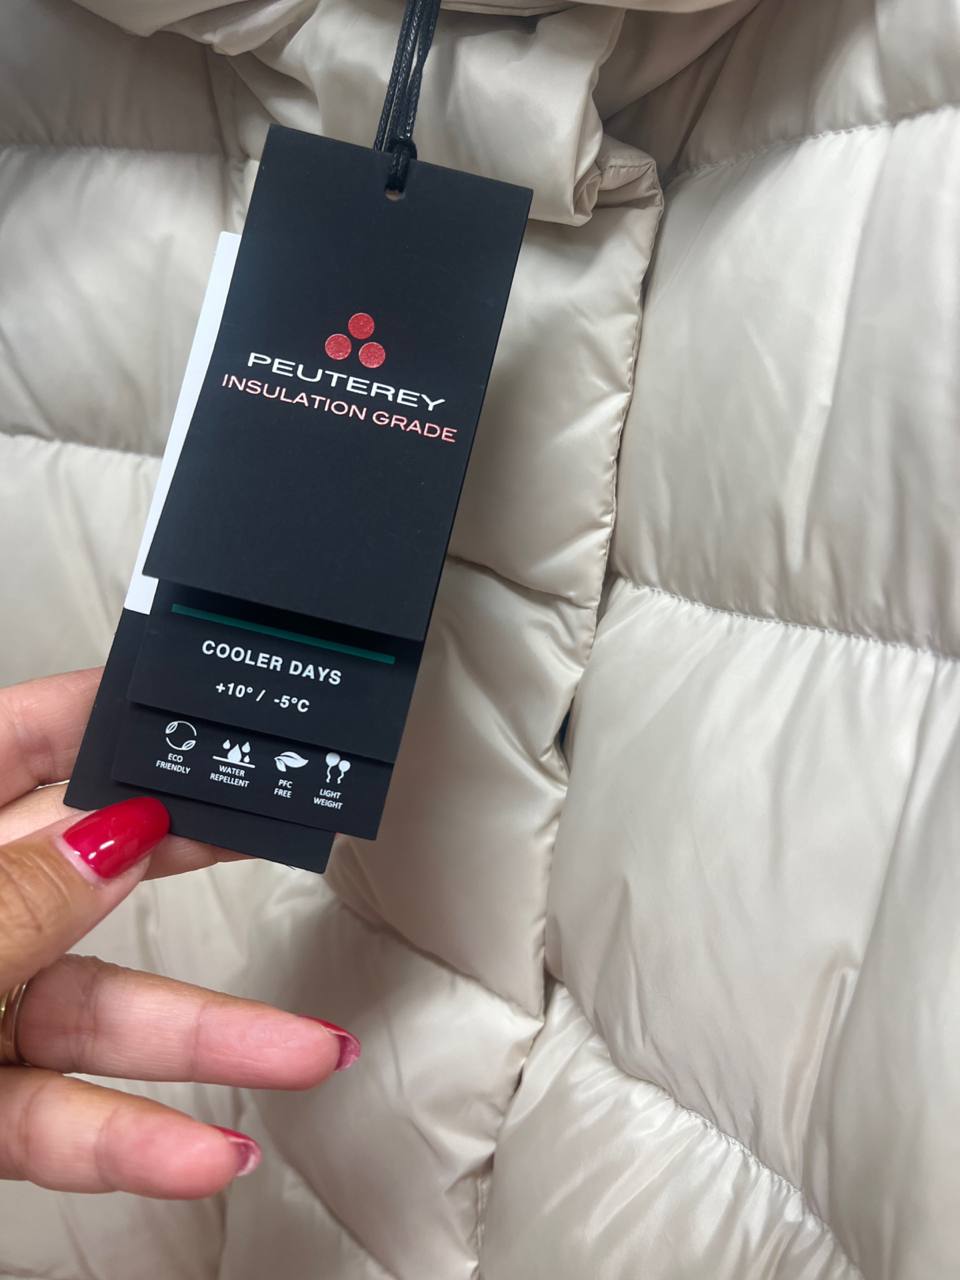 PEUTEREY
INSULATION GRADE
COOLER DAYS
+10° / -5°C
ECO
FRIENDLY
WATER
REPELLENT
PFC
FREE
LIGHT
WEIGHT